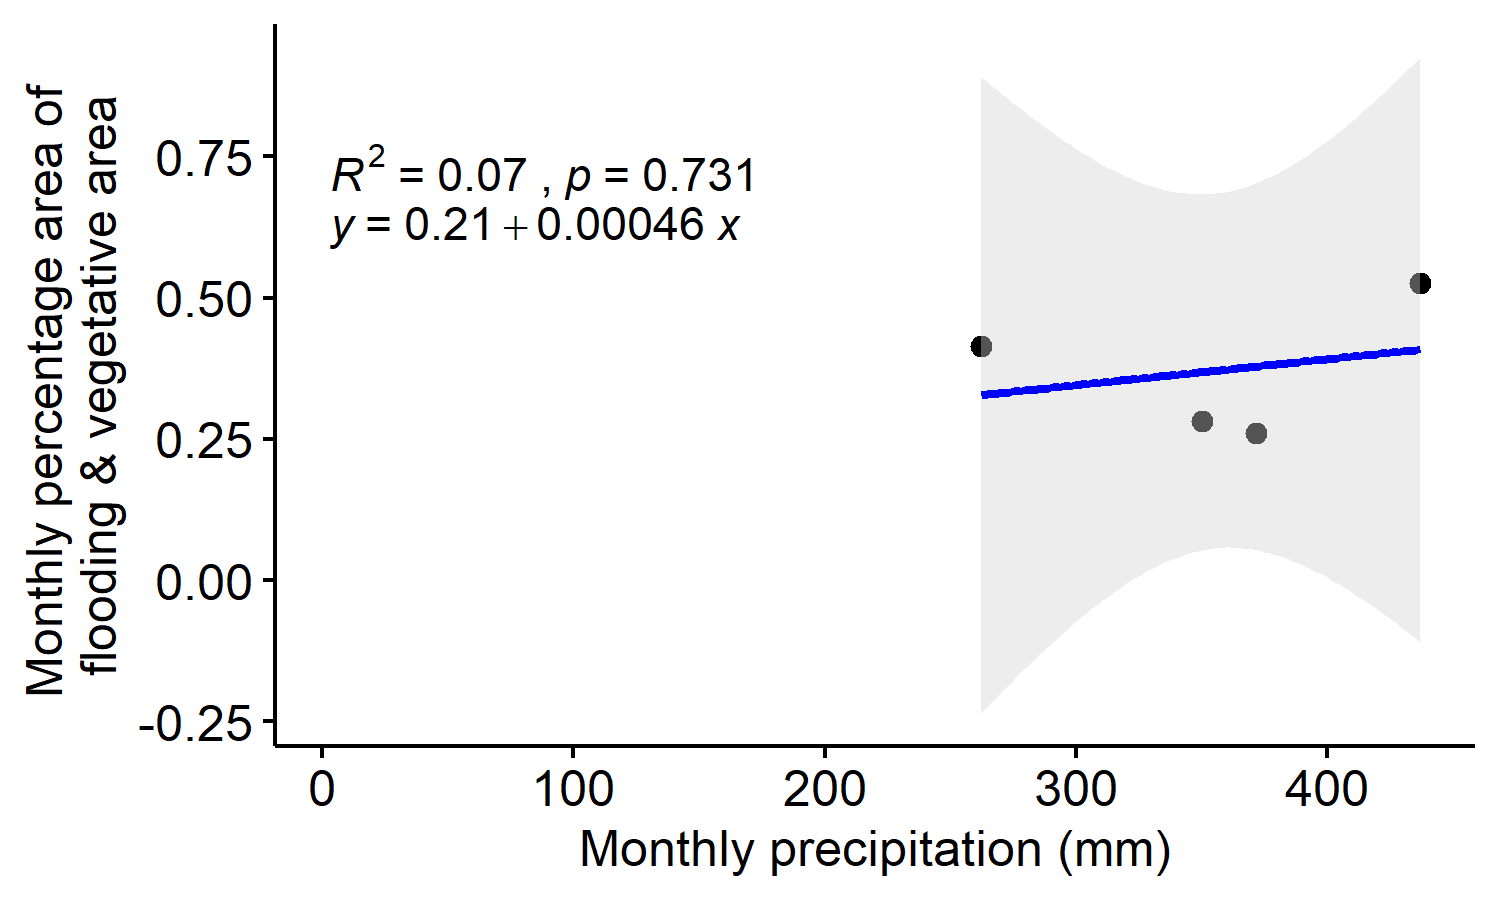 Monthly percentage area of
flooding & vegetative area
0.75
0.50
0.25
0.00
-0.25
R² = 0.07 , p = 0.731
y = 0.21 + 0.00046 x
0 100 200 300 400
Monthly precipitation (mm)